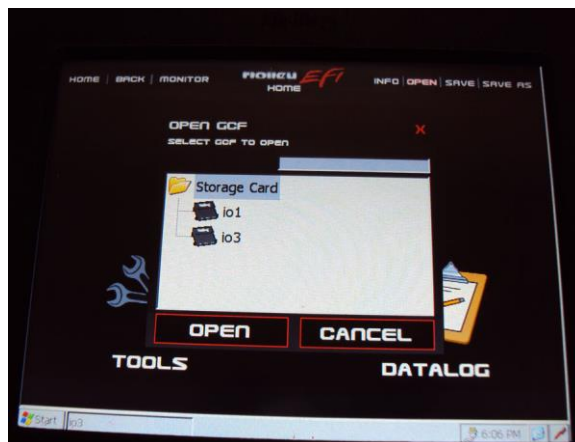 HOME | BACK | MONITOR
HOLLEY EFI
HOME
INFO | OPEN | SAVE | SAVE AS
OPEN GCF
SELECT GCF TO OPEN
X
Storage Card
io1
io3
OPEN
CANCEL
TOOLS
DATALOG
Start
io3
6:06 PM